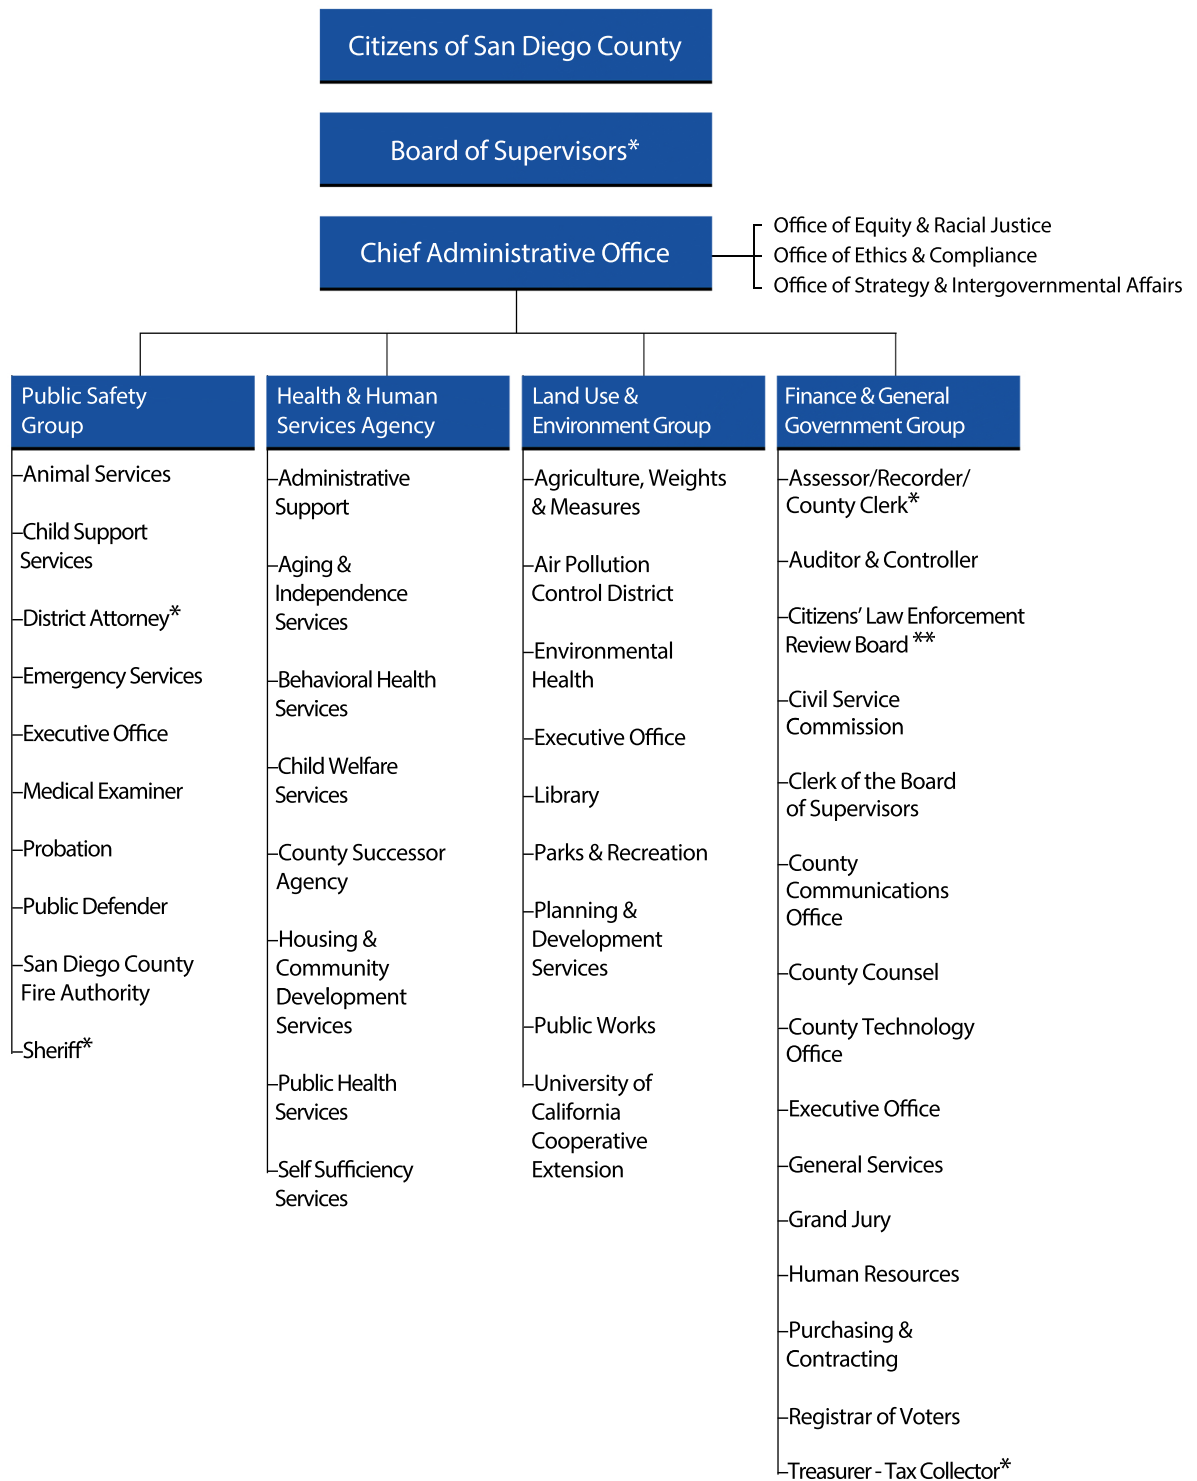 Citizens of San Diego County
Board of Supervisors*
Chief Administrative Office
Office of Equity & Racial Justice
Office of Ethics & Compliance
Office of Strategy & Intergovernmental Affairs
Public Safety
Group
Animal Services
Child Support
Services
District Attorney*
Emergency Services
Executive Office
Medical Examiner
Probation
Public Defender
San Diego County
Fire Authority
Sheriff*
Health & Human
Services Agency
Administrative
Support
Aging &
Independence
Services
Behavioral Health
Services
Child Welfare
Services
County Successor
Agency
Housing &
Community
Development
Services
Public Health
Services
Self Sufficiency
Services
Land Use &
Environment Group
Agriculture, Weights
& Measures
Air Pollution
Control District
Environmental
Health
Executive Office
Library
Parks & Recreation
Planning &
Development
Services
Public Works
University of
California
Cooperative
Extension
Finance & General
Government Group
Assessor/Recorder/
County Clerk*
Auditor & Controller
Citizens’ Law Enforcement
Review Board **
Civil Service
Commission
Clerk of the Board
of Supervisors
County
Communications
Office
County Counsel
County Technology
Office
Executive Office
General Services
Grand Jury
Human Resources
Purchasing &
Contracting
Registrar of Voters
Treasurer - Tax Collector*